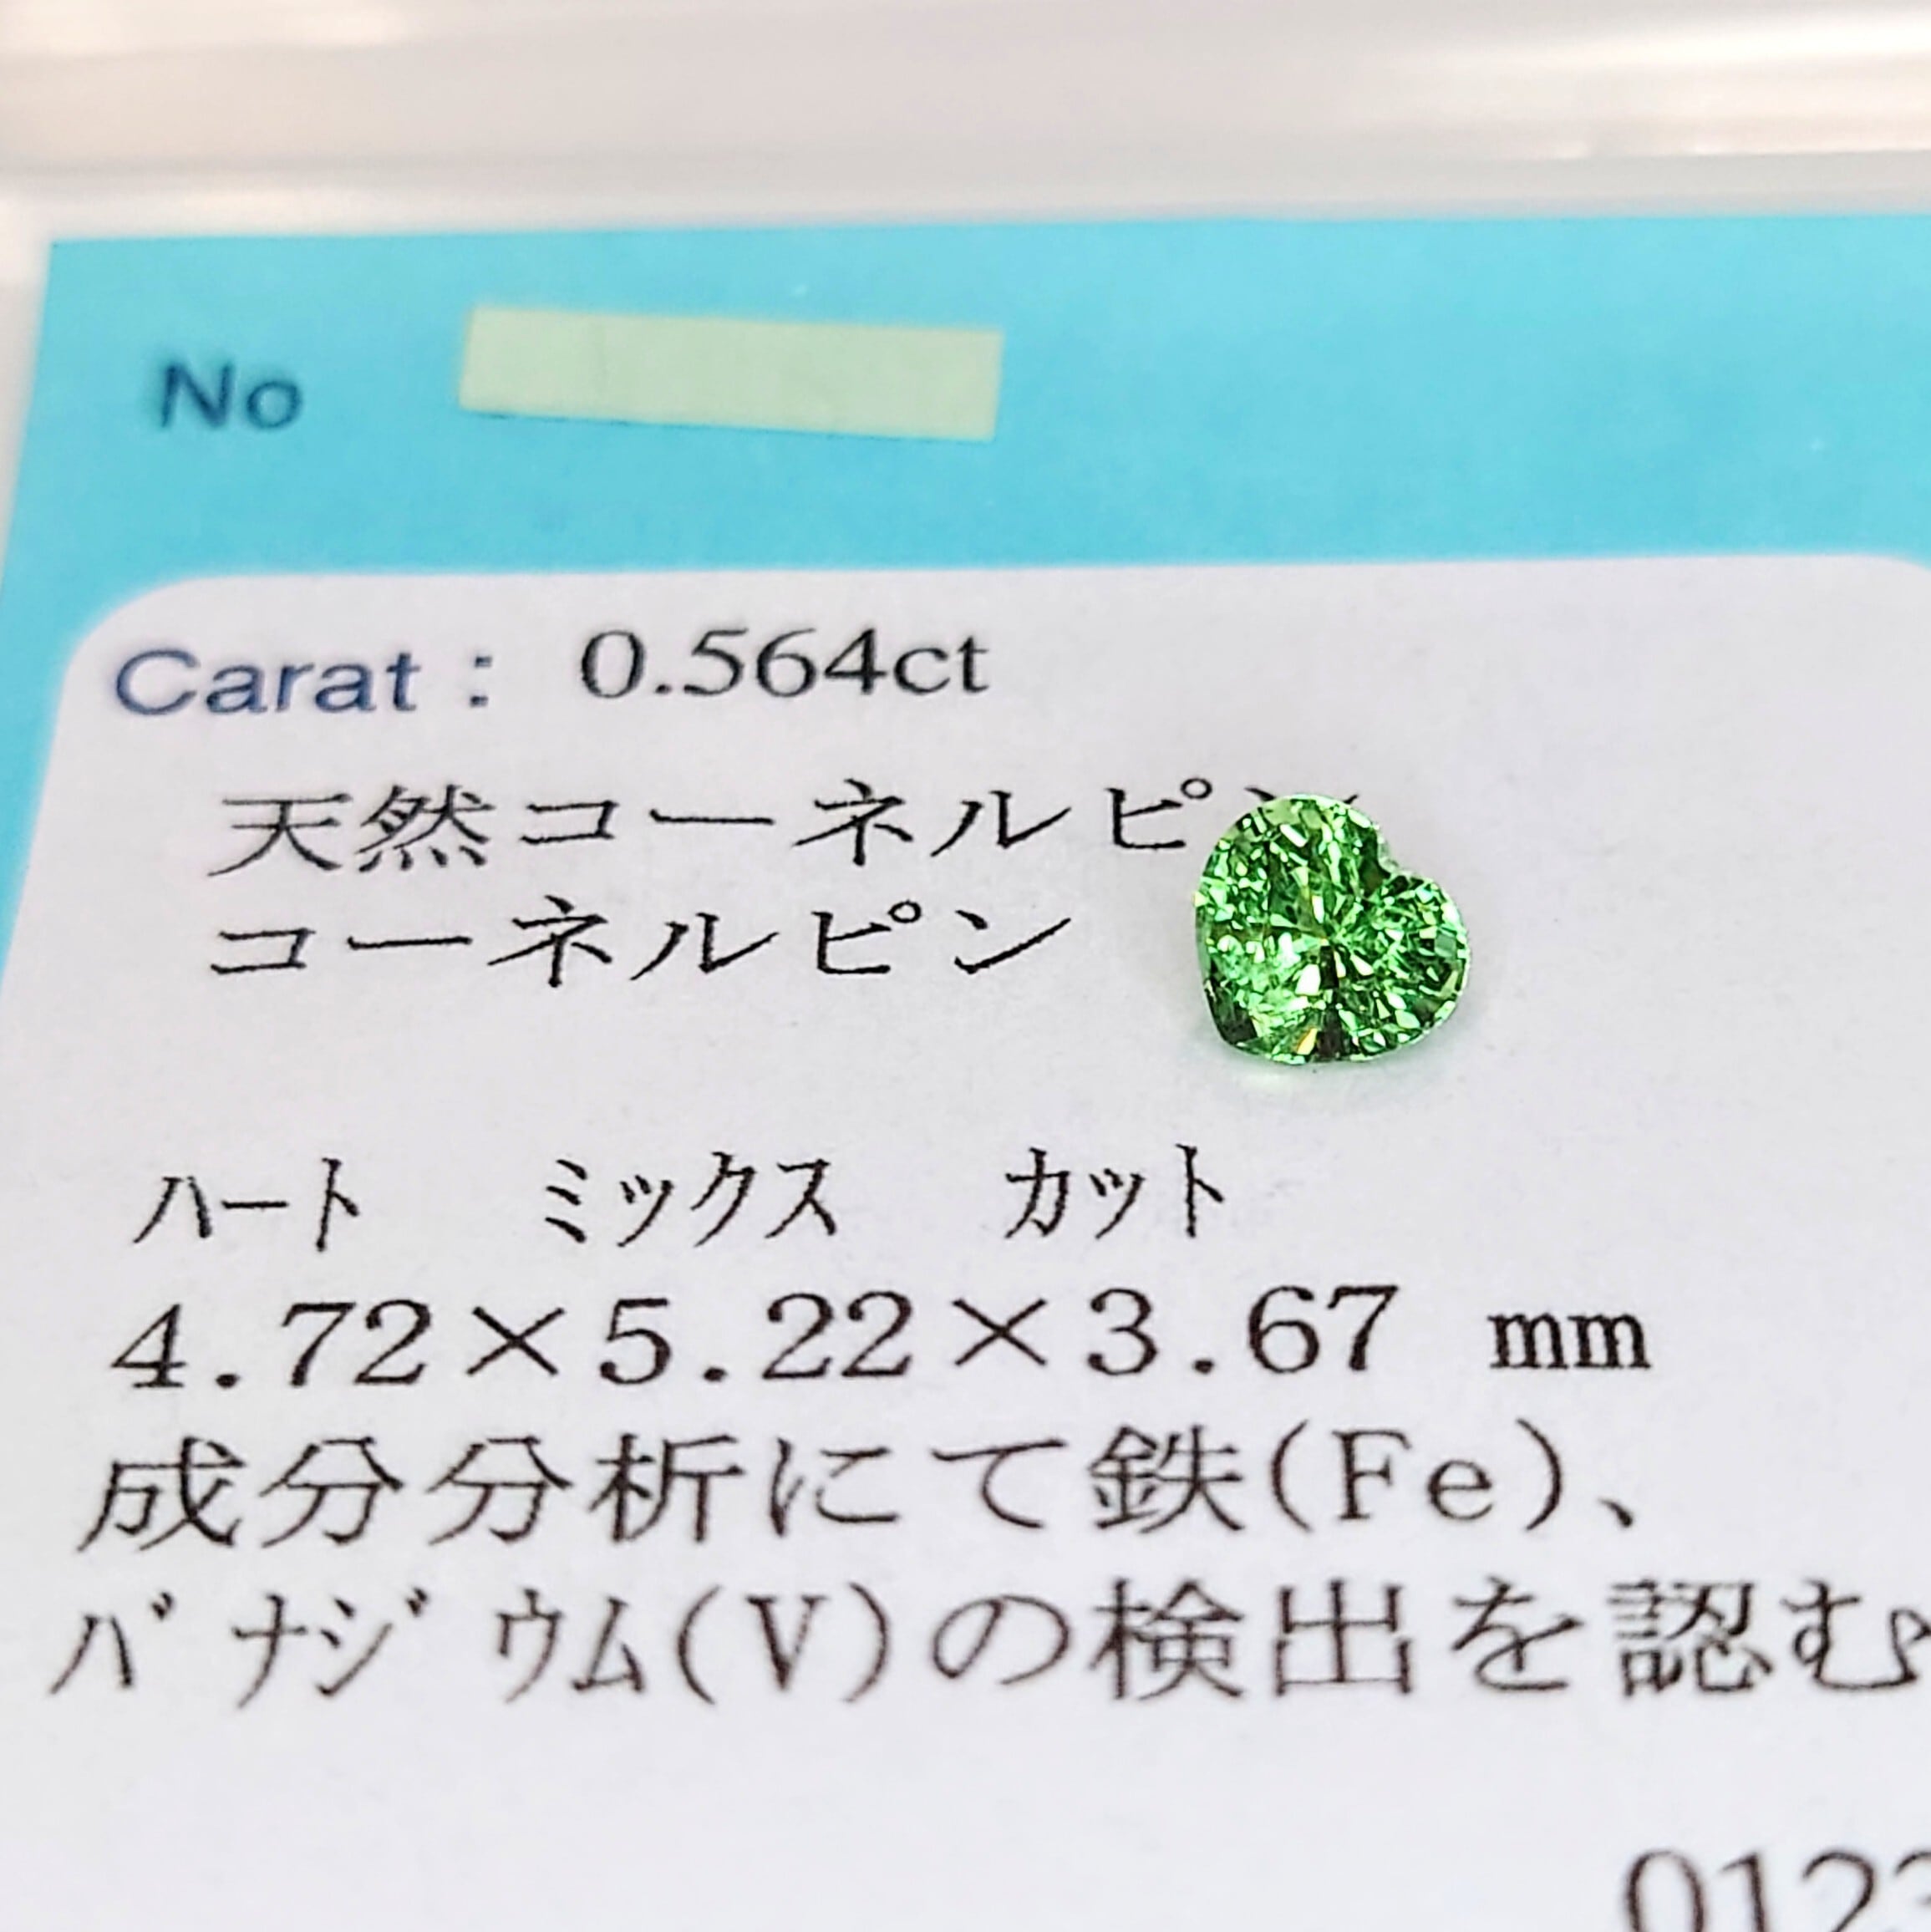 No
Carat : 0.564ct
天然コーネルピン
コーネルピン
ハート ミックス カット
4.72×5.22×3.67 mm
成分分析にて鉄(Fe)、
バナジウム(V)の検出を認む
0123